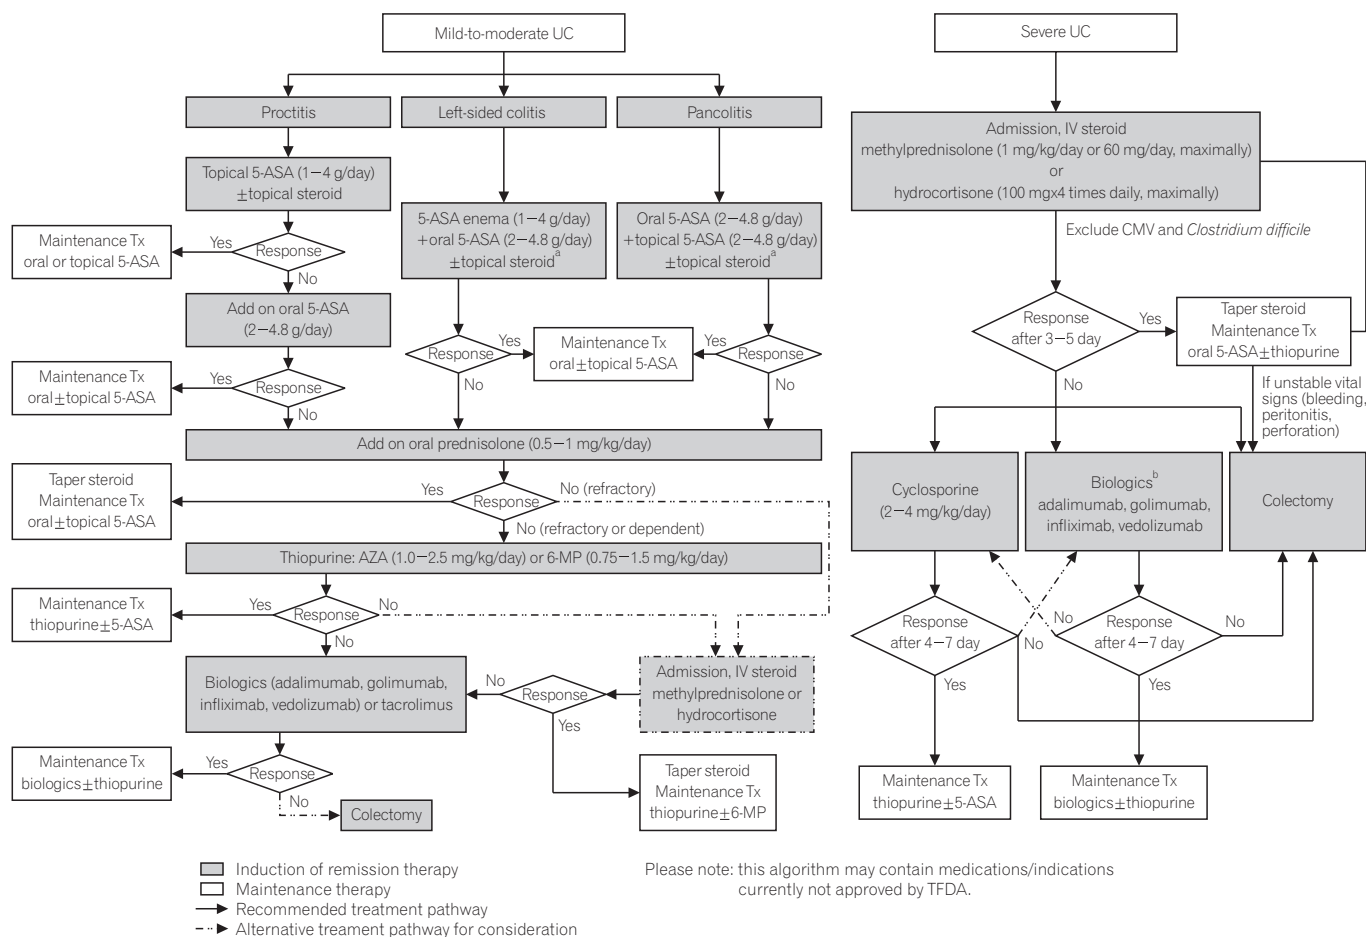 Mild-to-moderate UC
Proctitis
Left-sided colitis
Pancolitis
Topical 5-ASA (1−4 g/day)
±topical steroid
5-ASA enema (1−4 g/day)
+oral 5-ASA (2−4.8 g/day)
±topical steroidᵃ
Oral 5-ASA (2−4.8 g/day)
+topical 5-ASA (2−4.8 g/day)
±topical steroidᵃ
Response
Yes
Maintenance Tx
oral or topical 5-ASA
No
Add on oral 5-ASA
(2−4.8 g/day)
Response
Yes
Maintenance Tx
oral±topical 5-ASA
No
Response
Yes
Maintenance Tx
oral±topical 5-ASA
Yes
Response
No
No
Add on oral prednisolone (0.5−1 mg/kg/day)
Response
Yes
Taper steroid
Maintenance Tx
oral±topical 5-ASA
No (refractory)
No (refractory or dependent)
Thiopurine: AZA (1.0−2.5 mg/kg/day) or 6-MP (0.75−1.5 mg/kg/day)
Response
Yes
Maintenance Tx
thiopurine±5-ASA
No
No
Biologics (adalimumab, golimumab,
infliximab, vedolizumab) or tacrolimus
No
Response
Admission, IV steroid
methylprednisolone or
hydrocortisone
Yes
Taper steroid
Maintenance Tx
thiopurine±6-MP
Response
Yes
Maintenance Tx
biologics±thiopurine
No
Colectomy
Severe UC
Admission, IV steroid
methylprednisolone (1 mg/kg/day or 60 mg/day, maximally)
or
hydrocortisone (100 mgx4 times daily, maximally)
Exclude CMV and Clostridium difficile
Response
after 3−5 day
Yes
Taper steroid
Maintenance Tx
oral 5-ASA±thiopurine
No
If unstable vital
signs (bleeding,
peritonitis,
perforation)
Cyclosporine
(2−4 mg/kg/day)
Biologicsᵇ
adalimumab, golimumab,
infliximab, vedolizumab
Colectomy
Response
after 4−7 day
No
No
Response
after 4−7 day
No
Yes
Yes
Maintenance Tx
thiopurine±5-ASA
Maintenance Tx
biologics±thiopurine
Induction of remission therapy
Maintenance therapy
Recommended treatment pathway
Alternative treament pathway for consideration
Please note: this algorithm may contain medications/indications
currently not approved by TFDA.